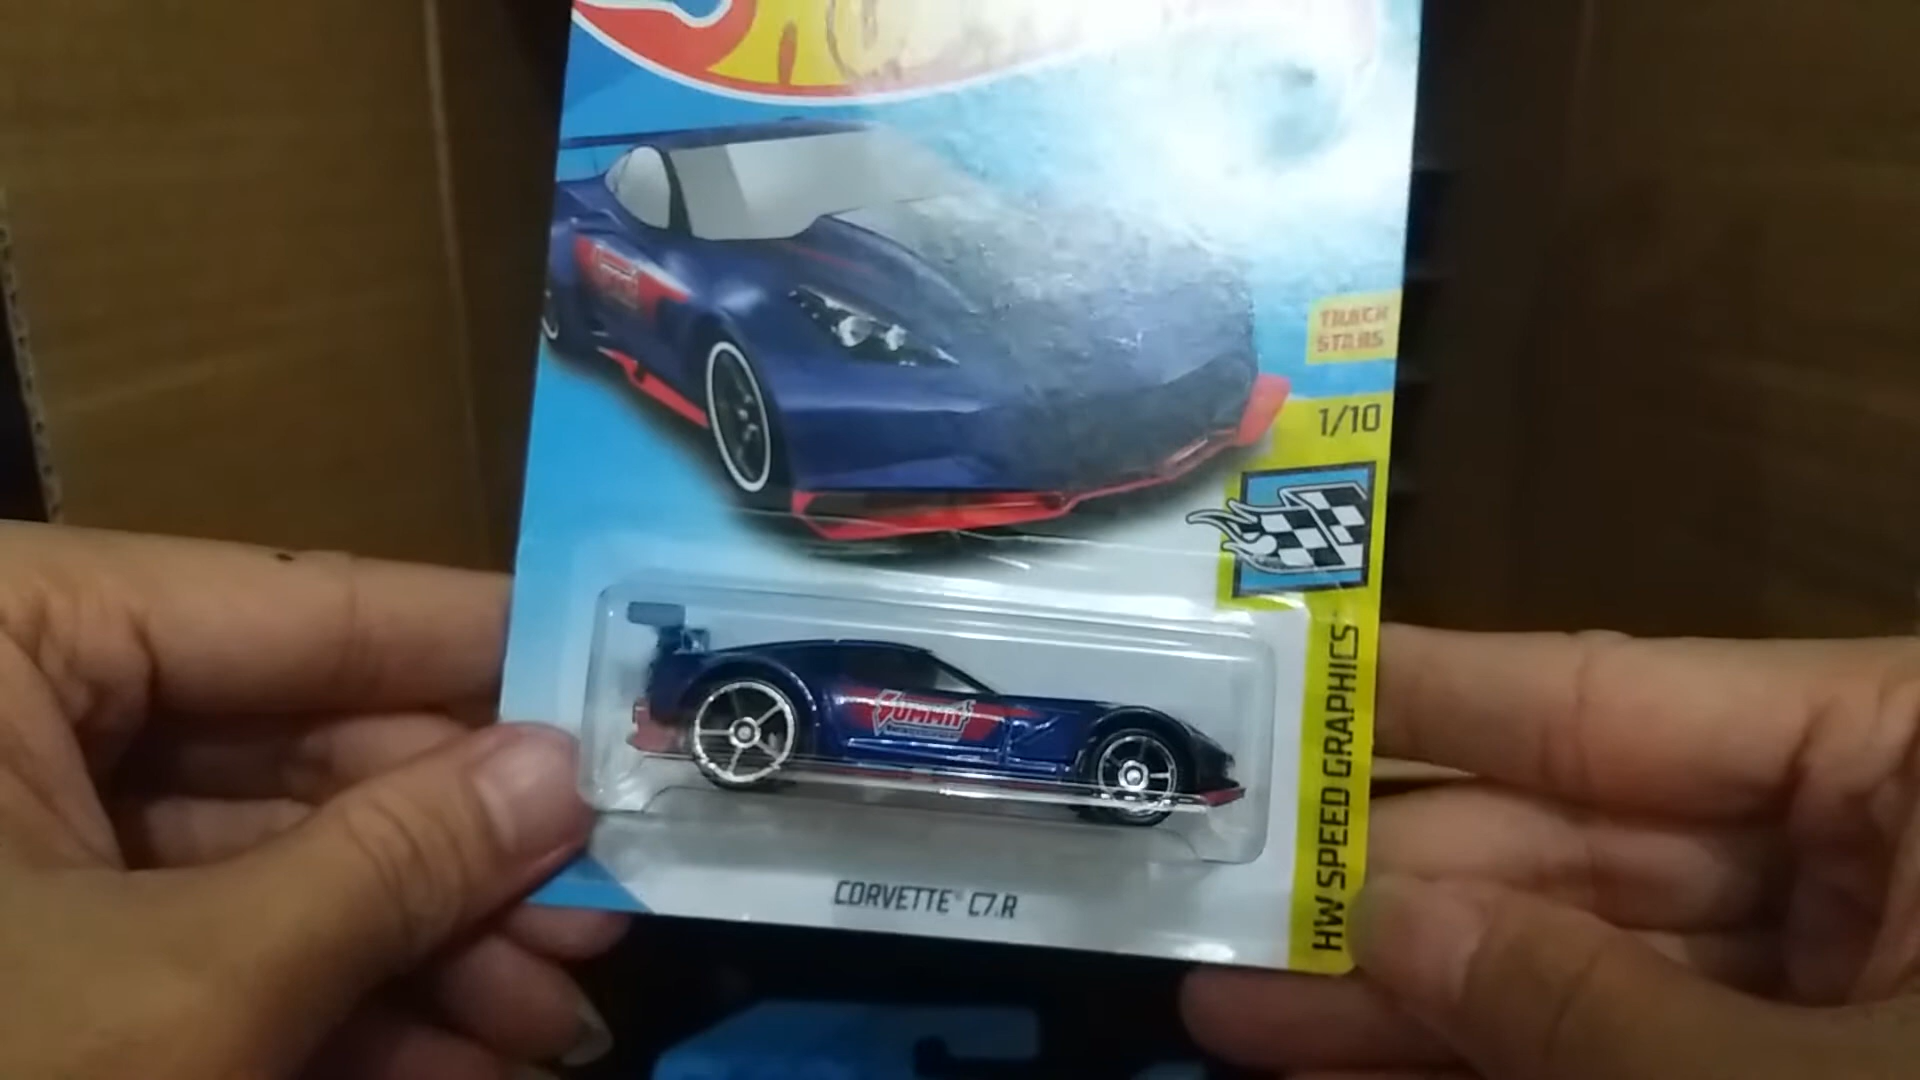 TRACK
STARS
1/10
HW SPEED GRAPHICS
SUMMIT
CORVETTE® C7.R